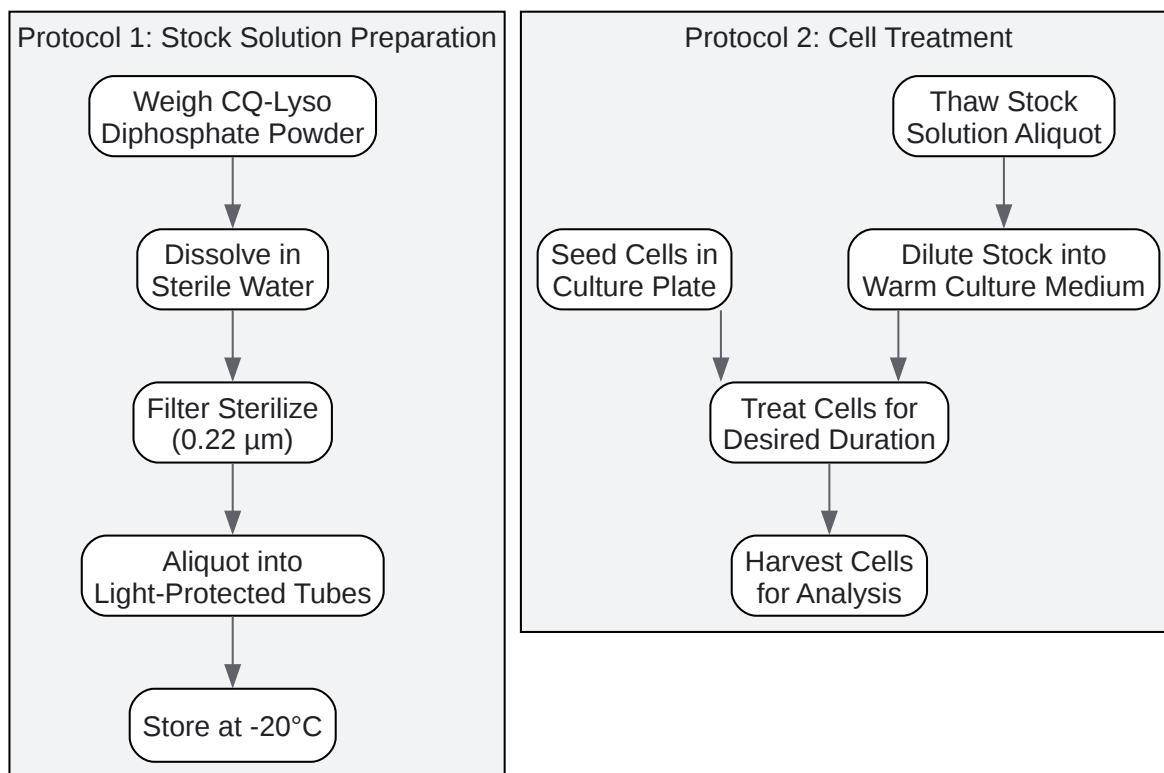 Protocol 1: Stock Solution Preparation
Weigh CQ-Lyso
Diphosphate Powder
Dissolve in
Sterile Water
Filter Sterilize
(0.22 µm)
Aliquot into
Light-Protected Tubes
Store at -20°C
Protocol 2: Cell Treatment
Thaw Stock
Solution Aliquot
Seed Cells in
Culture Plate
Dilute Stock into
Warm Culture Medium
Treat Cells for
Desired Duration
Harvest Cells
for Analysis